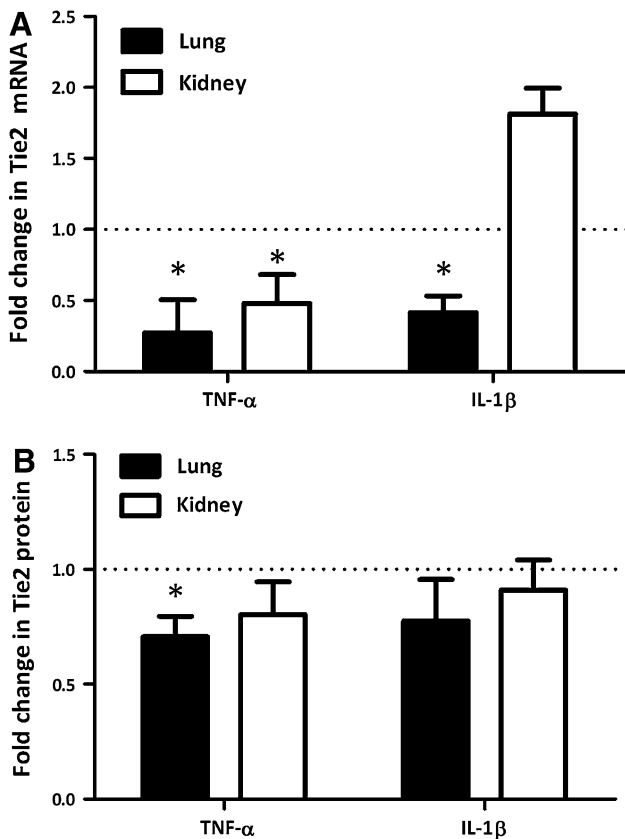 A
Fold change in Tie2 mRNA
2.5
2.0
1.5
1.0
0.5
0.0
Lung
Kidney
*
*
*
TNF-α
IL-1β
B
Fold change in Tie2 protein
1.5
1.0
0.5
0.0
Lung
Kidney
*
TNF-α
IL-1β